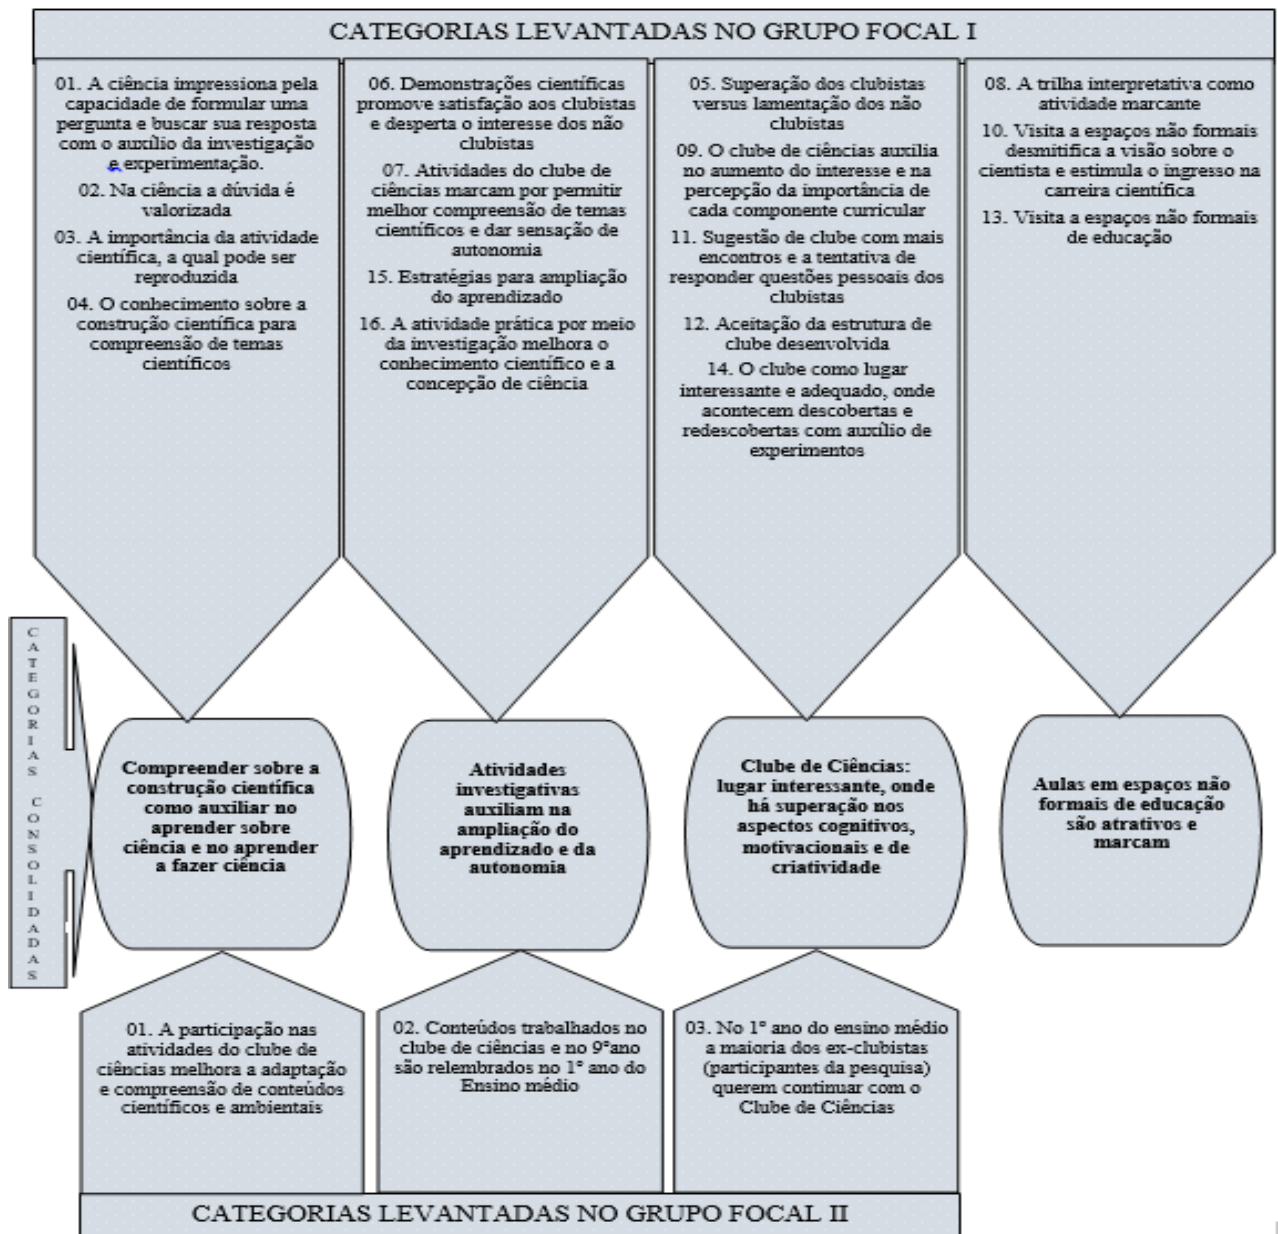 CATEGORIAS LEVANTADAS NO GRUPO FOCAL I
01. A ciência impressiona pela
capacidade de formular uma
pergunta e buscar sua resposta
com o auxílio da investigação
e experimentação.
02. Na ciência a dúvida é
valorizada
03. A importância da atividade
científica, a qual pode ser
reproduzida
04. O conhecimento sobre a
construção científica para
compreensão de temas
científicos
06. Demonstrações científicas
promove satisfação aos clubistas
e desperta o interesse dos não
clubistas
07. Atividades do clube de
ciências marcam por permitir
melhor compreensão de temas
científicos e dar sensação de
autonomia
15. Estratégias para ampliação
do aprendizado
16. A atividade prática por meio
da investigação melhora o
conhecimento científico e a
concepção de ciência
05. Superação dos clubistas
versus lamentação dos não
clubistas
09. O clube de ciências auxilia
no aumento do interesse e na
percepção da importância de
cada componente curricular
11. Sugestão de clube com mais
encontros e a tentativa de
responder questões pessoais dos
clubistas
12. Aceitação da estrutura de
clube desenvolvida
14. O clube como lugar
interessante e adequado, onde
acontecem descobertas e
redescobertas com auxílio de
experimentos
08. A trilha interpretativa como
atividade marcante
10. Visita a espaços não formais
desmitifica a visão sobre o
cientista e estimula o ingresso na
carreira científica
13. Visita a espaços não formais
de educação
CATEGORIAS CONSOLIDADAS
Compreender sobre a
construção científica
como auxiliar no
aprender sobre
ciência e no aprender
a fazer ciência
Atividades
investigativas
auxiliam na
ampliação do
aprendizado e da
autonomia
Clube de Ciências:
lugar interessante, onde
há superação nos
aspectos cognitivos,
motivacionais e de
criatividade
Aulas em espaços não
formais de educação
são atrativos e
marcam
01. A participação nas
atividades do clube de
ciências melhora a adaptação
e compreensão de conteúdos
científicos e ambientais
02. Conteúdos trabalhados no
clube de ciências e no 9°ano
são relembrados no 1° ano do
Ensino médio
03. No 1° ano do ensino médio
a maioria dos ex-clubistas
(participantes da pesquisa)
querem continuar com o
Clube de Ciências
CATEGORIAS LEVANTADAS NO GRUPO FOCAL II